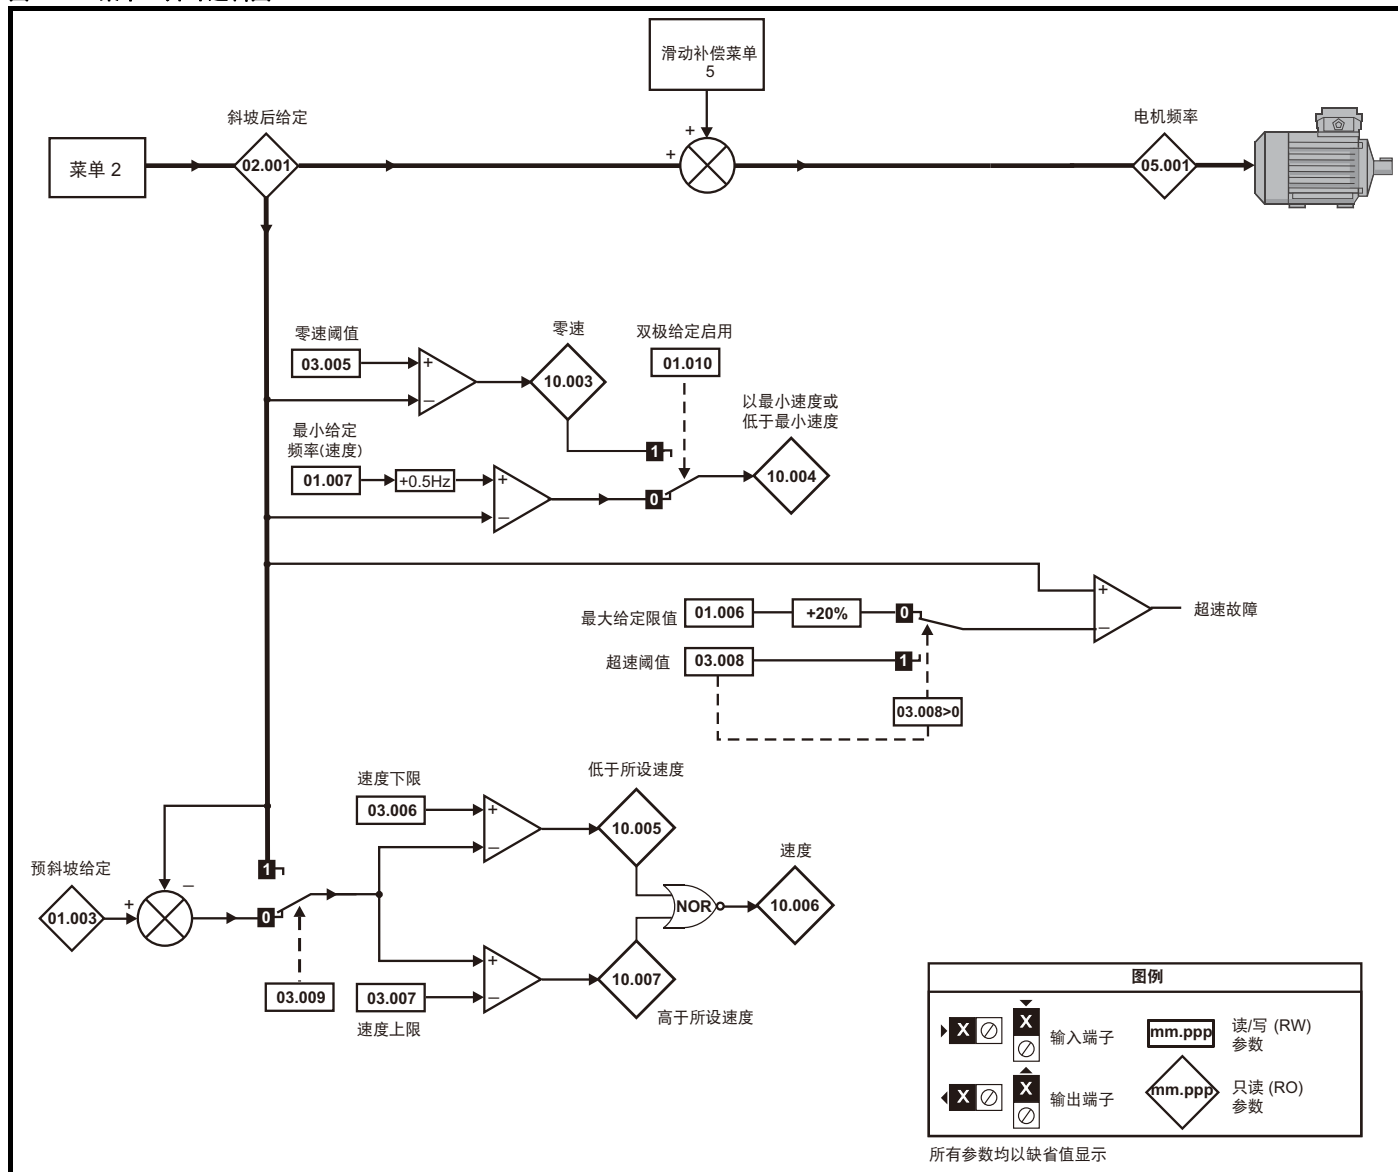 滑动补偿菜单
5
斜坡后给定
电机频率
菜单 2
02.001
+
+
05.001
零速阈值
零速
双极给定启用
03.005
+
−
10.003
01.010
以最小速度或
低于最小速度
最小给定
频率(速度)
1
01.007
+0.5Hz
+
−
0
10.004
最大给定限值
01.006
+20%
0
+
−
超速故障
超速阈值
03.008
1
03.008>0
速度下限
低于所设速度
03.006
+
−
10.005
预斜坡给定
1
速度
−
+
01.003
0
NOR
10.006
03.009
03.007
+
−
10.007
速度上限
高于所设速度
图例
X
X
输入端子
mm.ppp
读/写 (RW)
参数
X
X
输出端子
mm.ppp
只读 (RO)
参数
所有参数均以缺省值显示